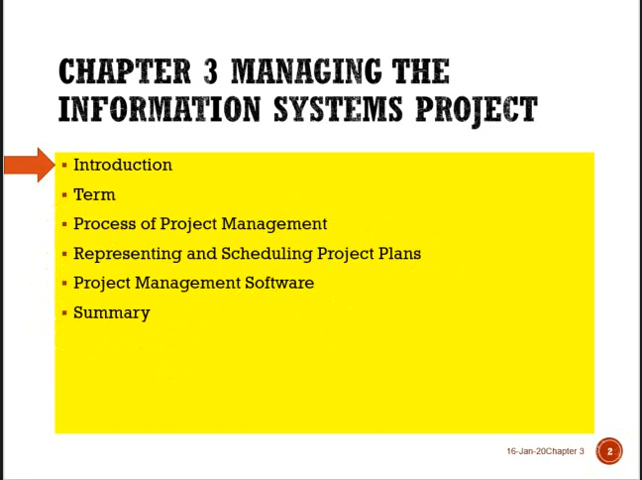 CHAPTER 3 MANAGING THE
INFORMATION SYSTEMS PROJECT
▪ Introduction
▪ Term
▪ Process of Project Management
▪ Representing and Scheduling Project Plans
▪ Project Management Software
▪ Summary
16-Jan-20Chapter 3
2